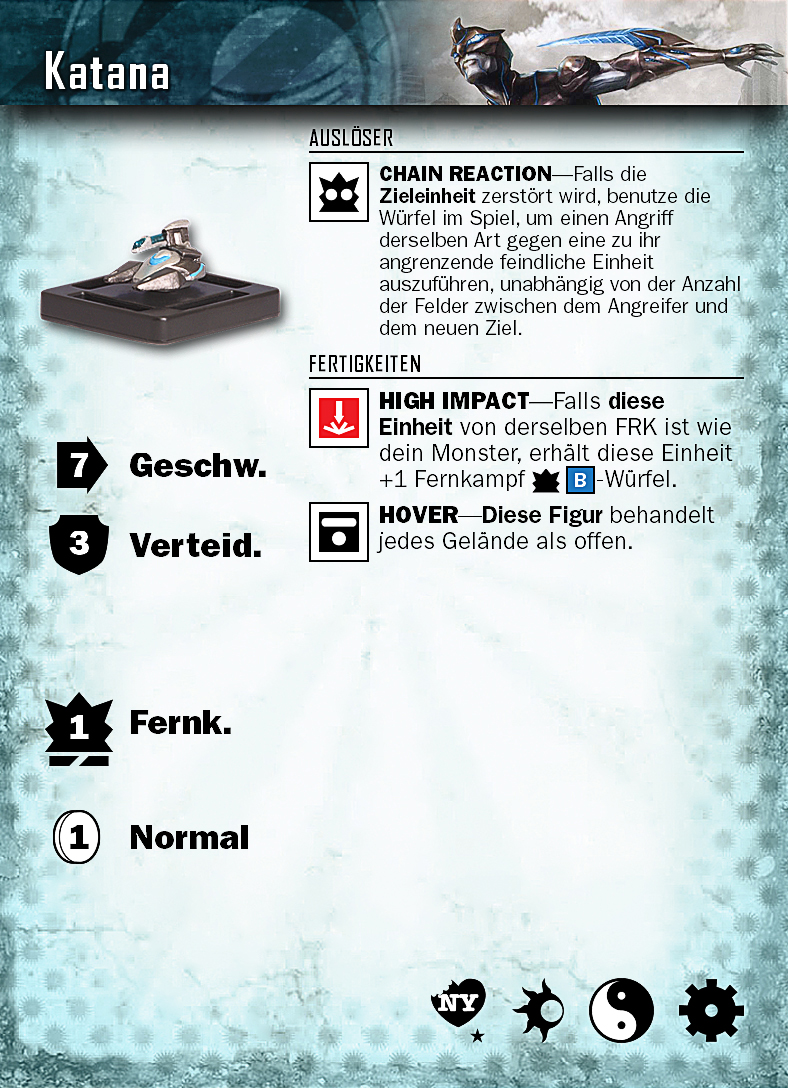 Katana
AUSLÖSER
CHAIN REACTION—Falls die
Zieleinheit zerstört wird, benutze die
Würfel im Spiel, um einen Angriff
derselben Art gegen eine zu ihr
angrenzende feindliche Einheit
auszuführen, unabhängig von der Anzahl
der Felder zwischen dem Angreifer und
dem neuen Ziel.
FERTIGKEITEN
HIGH IMPACT—Falls diese
Einheit von derselben FRK ist wie
dein Monster, erhält diese Einheit
+1 Fernkampf B-Würfel.
HOVER—Diese Figur behandelt
jedes Gelände als offen.
7 Geschw.
3 Verteid.
1 Fernk.
1 Normal
NY